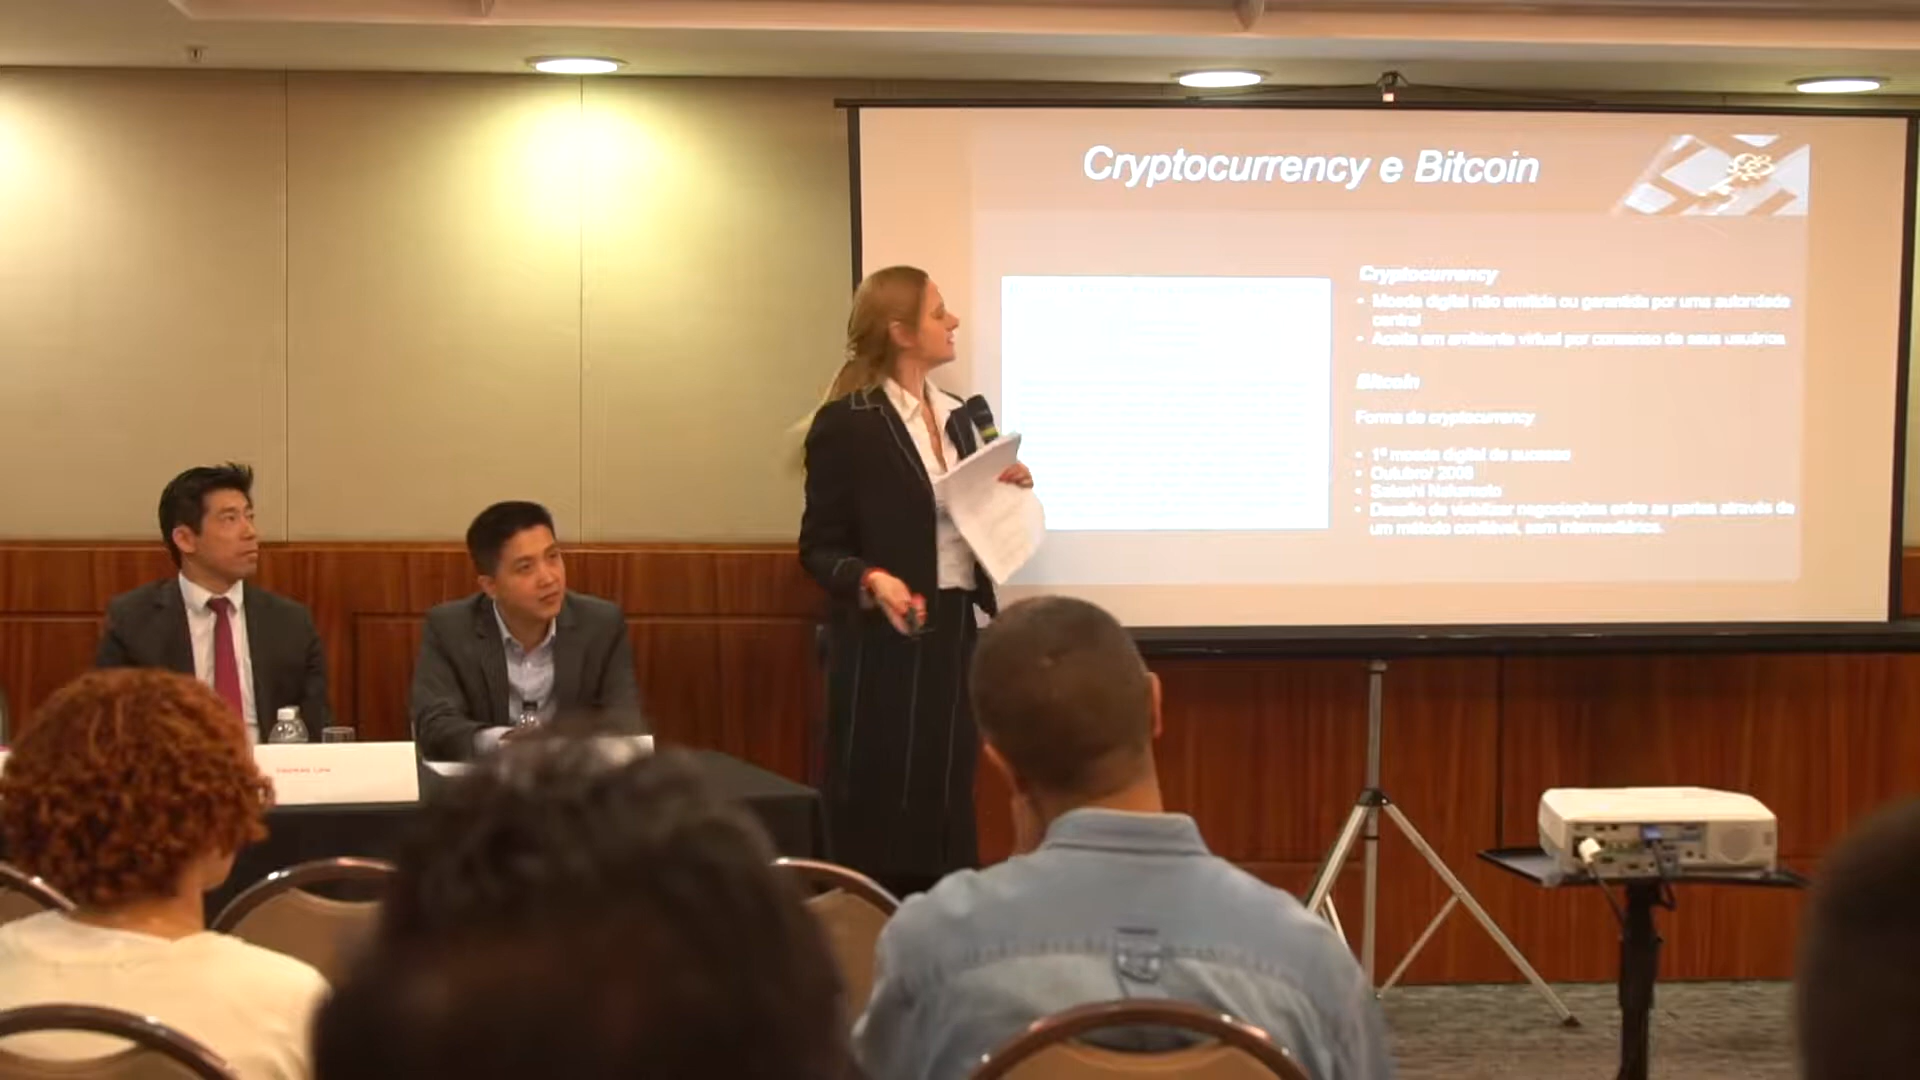 Cryptocurrency e Bitcoin
Cryptocurrency
• Moeda digital não emitida ou garantida por uma autoridade
central
• Aceita em ambiente virtual por consenso de seus usuários
Bitcoin
Forma de cryptocurrency
• 1ª moeda digital de sucesso
• Outubro/ 2008
• Satoshi Nakamoto
• Desafio de viabilizar negociações entre as partes através de
um método confiável, sem intermediários.